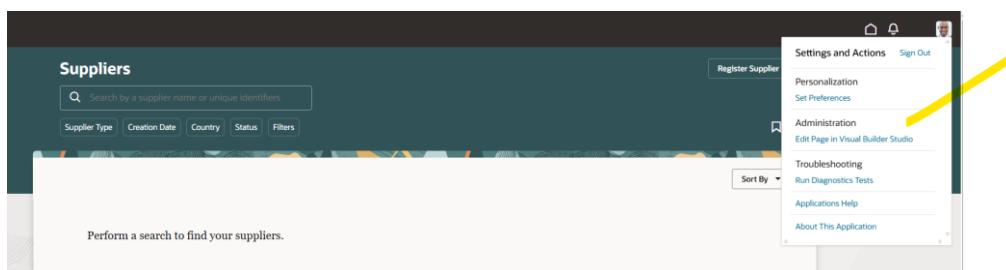 Suppliers
Register Supplier
Search by a supplier name or unique identifiers
Supplier Type Creation Date Country Status Filters
Sort By
Perform a search to find your suppliers.
Settings and Actions Sign Out
Personalization
Set Preferences
Administration
Edit Page in Visual Builder Studio
Troubleshooting
Run Diagnostics Tests
Applications Help
About This Application